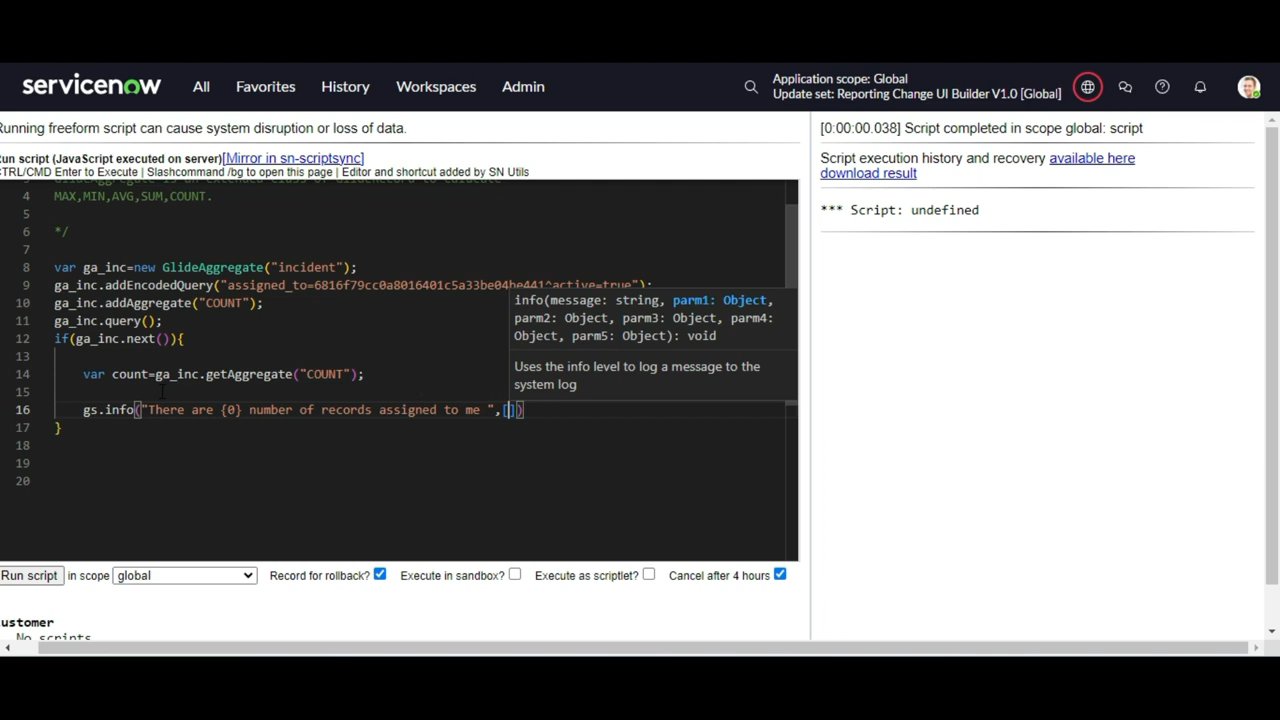 servicenow
All
Favorites
History
Workspaces
Admin
Application scope: Global
Update set: Reporting Change UI Builder V1.0 [Global]
Running freeform script can cause system disruption or loss of data.
[0:00:00.038] Script completed in scope global: script
Run script (JavaScript executed on server)[Mirror in sn-scriptsync]
CTRL/CMD Enter to Execute | Slashcommand /bg to open this page | Editor and shortcut added by SN Utils
Script execution history and recovery available here
download result
*** Script: undefined
4 MAX,MIN,AVG,SUM,COUNT.
5
6 */
7
8 var ga_inc=new GlideAggregate("incident");
9 ga_inc.addEncodedQuery("assigned_to=6816f79cc0a8016401c5a33be04be441^active=true");
10 ga_inc.addAggregate("COUNT");
11 ga_inc.query();
12 if(ga_inc.next()){
13
14 var count=ga_inc.getAggregate("COUNT");
15
16 gs.info("There are {0} number of records assigned to me ",[])
17 }
18
19
20
info(message: string, parm1: Object,
parm2: Object, parm3: Object, parm4:
Object, parm5: Object): void
Uses the info level to log a message to the
system log
Run script
in scope
global
Record for rollback?
Execute in sandbox?
Execute as scriptlet?
Cancel after 4 hours
ustomer
No scripts